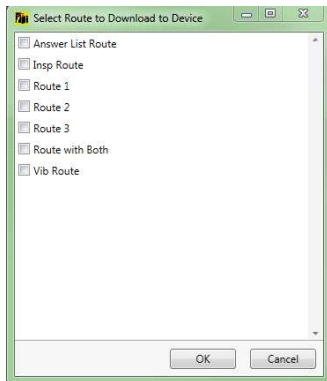 Select Route to Download to Device
Answer List Route
Insp Route
Route 1
Route 2
Route 3
Route with Both
Vib Route
OK Cancel